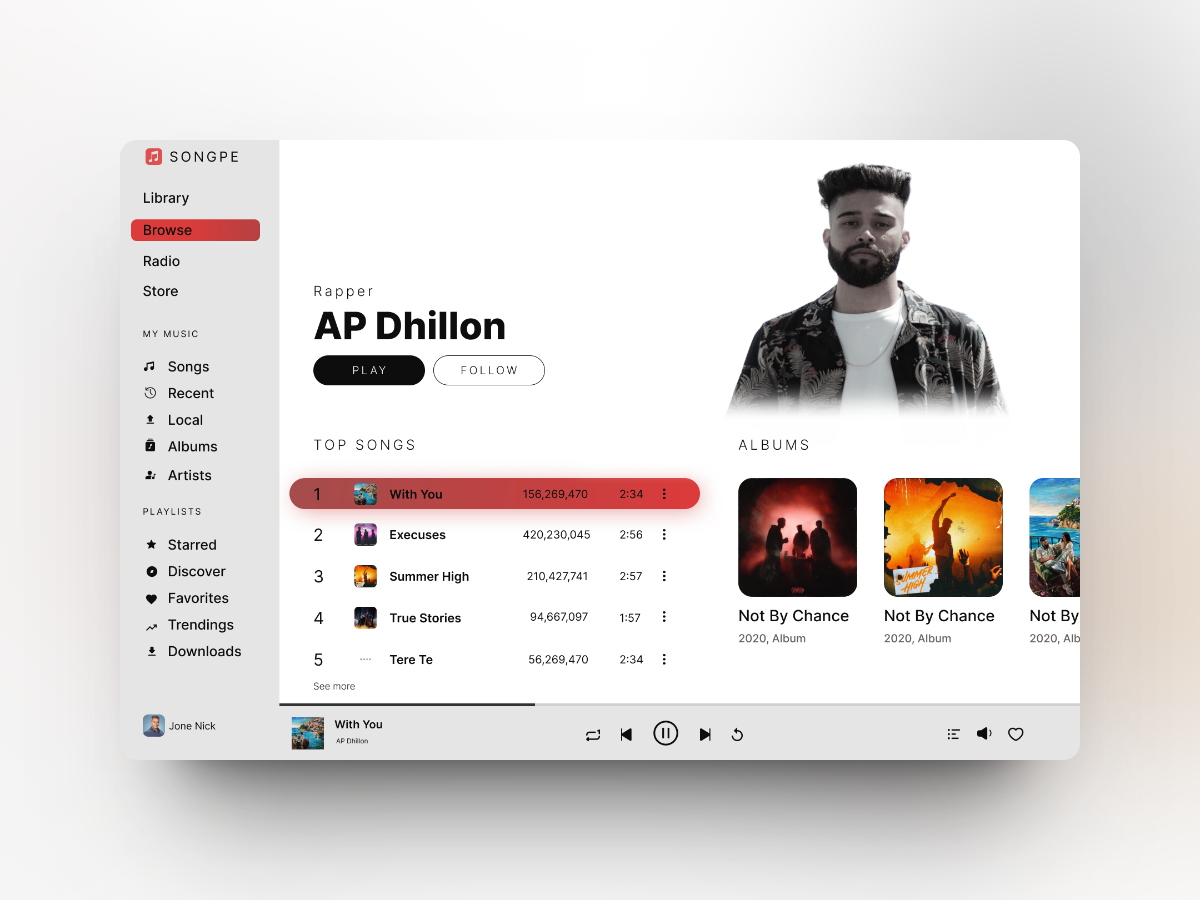 SONGPE
Library
Browse
Radio
Store
MY MUSIC
Songs
Recent
Local
Albums
Artists
PLAYLISTS
Starred
Discover
Favorites
Trendings
Downloads
Jone Nick
Rapper
AP Dhillon
PLAY FOLLOW
TOP SONGS
1 With You 156,269,470 2:34
2 Execuses 420,230,045 2:56
3 Summer High 210,427,741 2:57
4 True Stories 94,667,097 1:57
5 Tere Te 56,269,470 2:34
See more
ALBUMS
SUMMER
HIGH
Not By Chance Not By Chance Not By
2020, Album 2020, Album 2020, Alb
With You
AP Dhillon